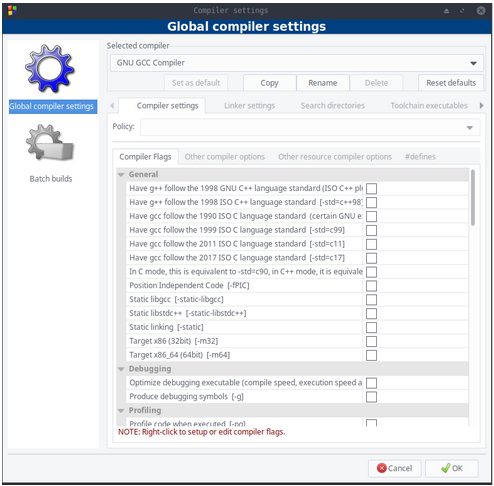 Compiler settings
Global compiler settings
Selected compiler
GNU GCC Compiler
Set as default
Copy
Rename
Delete
Reset defaults
Global compiler settings
Batch builds
Compiler settings
Linker settings
Search directories
Toolchain executables
Policy:
Compiler Flags
Other compiler options
Other resource compiler options
#defines
General
Have g++ follow the 1998 GNU C++ language standard (ISO C++ pl
Have g++ follow the 1998 ISO C++ language standard [-std=c++98]
Have gcc follow the 1990 ISO C language standard (certain GNU e
Have gcc follow the 1999 ISO C language standard [-std=c99]
Have gcc follow the 2011 ISO C language standard [-std=c11]
Have gcc follow the 2017 ISO C language standard [-std=c17]
In C mode, this is equivalent to -std=c90, in C++ mode, it is equivale
Position Independent Code [-fPIC]
Static libgcc [-static-libgcc]
Static libstdc++ [-static-libstdc++]
Static linking [-static]
Target x86 (32bit) [-m32]
Target x86_64 (64bit) [-m64]
Debugging
Optimize debugging executable (compile speed, execution speed a
Produce debugging symbols [-g]
Profiling
Profile code when executed [-pg]
NOTE: Right-click to setup or edit compiler flags.
Cancel
OK